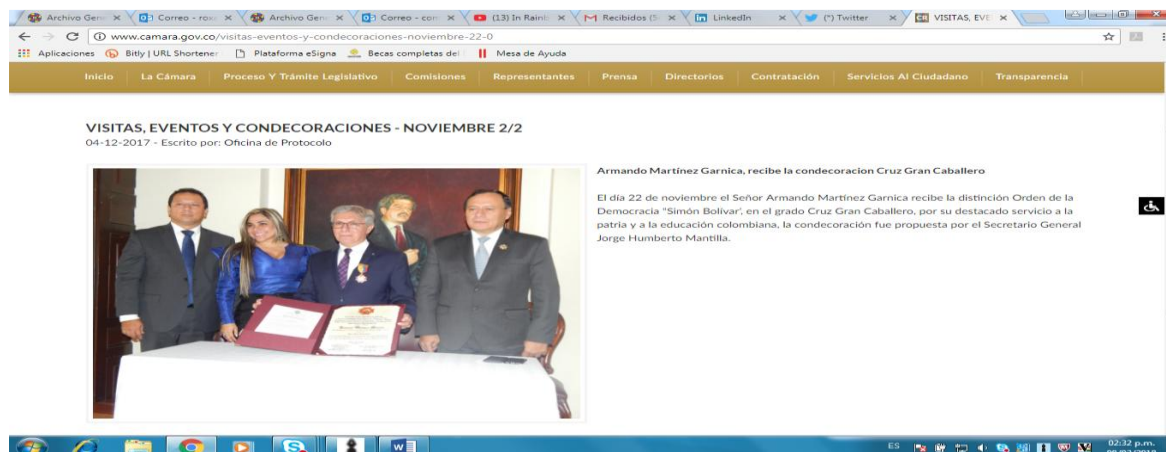 Archivo Gen
Correo - rox
Archivo Gen
Correo - con
(13) In Rainb
Recibidos (5
LinkedIn
(*) Twitter
VISITAS, EVE
www.camara.gov.co/visitas-eventos-y-condecoraciones-noviembre-22-0
Aplicaciones Bitly | URL Shortener Plataforma eSigna Becas completas del Mesa de Ayuda
Inicio La Cámara Proceso Y Trámite Legislativo Comisiones Representantes Prensa Directorios Contratación Servicios Al Ciudadano Transparencia
VISITAS, EVENTOS Y CONDECORACIONES - NOVIEMBRE 2/2
04-12-2017 - Escrito por: Oficina de Protocolo
Armando Martínez Garnica, recibe la condecoracion Cruz Gran Caballero
El día 22 de noviembre el Señor Armando Martínez Garnica recibe la distinción Orden de la
Democracia "Simón Bolívar', en el grado Cruz Gran Caballero, por su destacado servicio a la
patria y a la educación colombiana, la condecoración fue propuesta por el Secretario General
Jorge Humberto Mantilla.
ES
02:32 p.m.